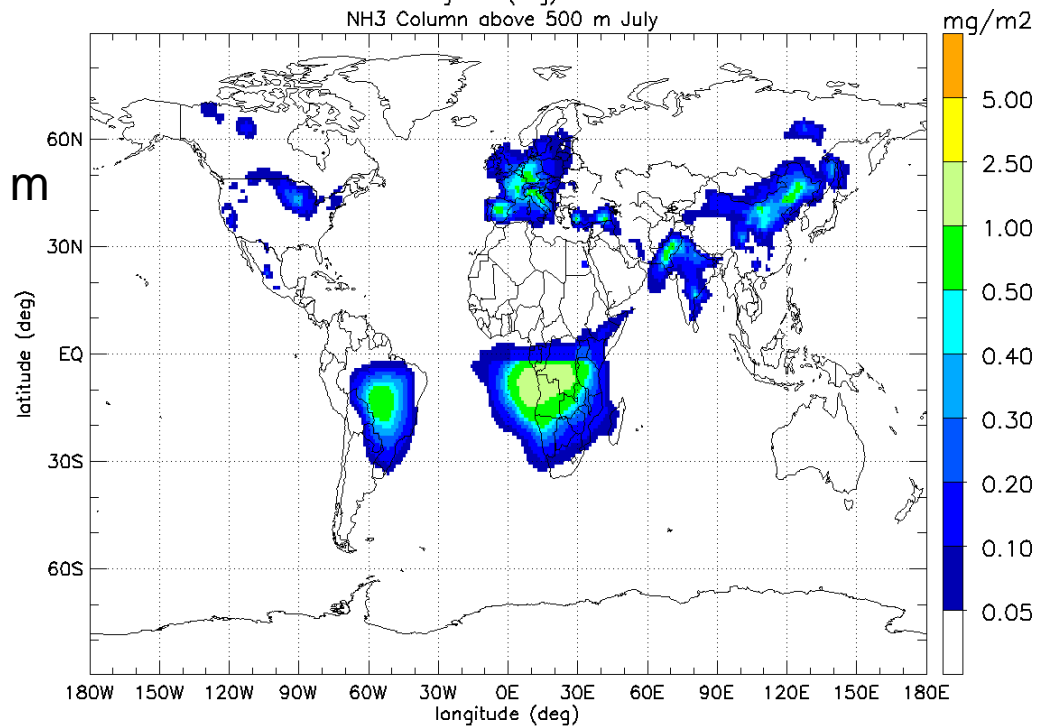 NH3 Column above 500 m July
mg/m2
m
5.00
2.50
1.00
0.50
0.40
0.30
0.20
0.10
0.05
60N
30N
EQ
30S
60S
latitude (deg)
180W 150W 120W 90W 60W 30W 0E 30E 60E 90E 120E 150E 180E
longitude (deg)